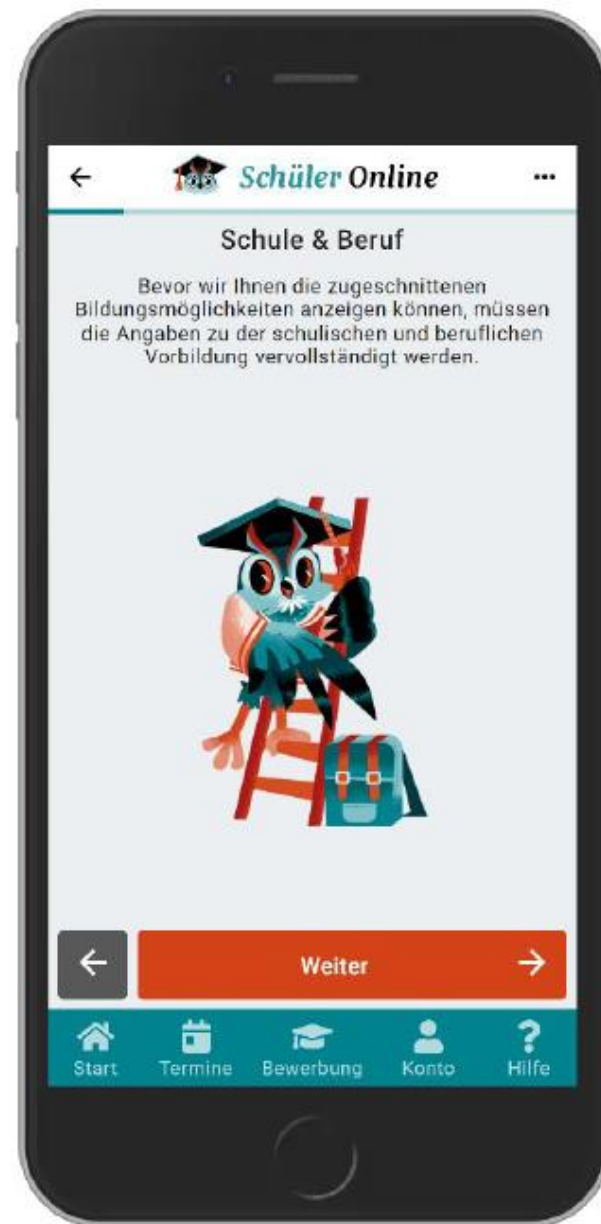 Schüler Online
Schule & Beruf
Bevor wir Ihnen die zugeschnittenen
Bildungsmöglichkeiten anzeigen können, müssen
die Angaben zu der schulischen und beruflichen
Vorbildung vervollständigt werden.
Weiter
Start Termine Bewerbung Konto Hilfe